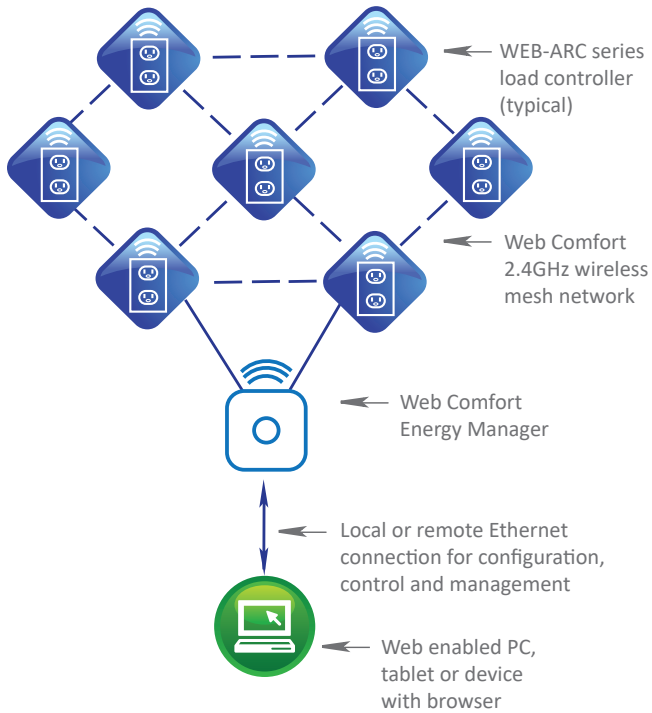 WEB-ARC series
load controller
(typical)
Web Comfort
2.4GHz wireless
mesh network
Web Comfort
Energy Manager
Local or remote Ethernet
connection for configuration,
control and management
Web enabled PC,
tablet or device
with browser